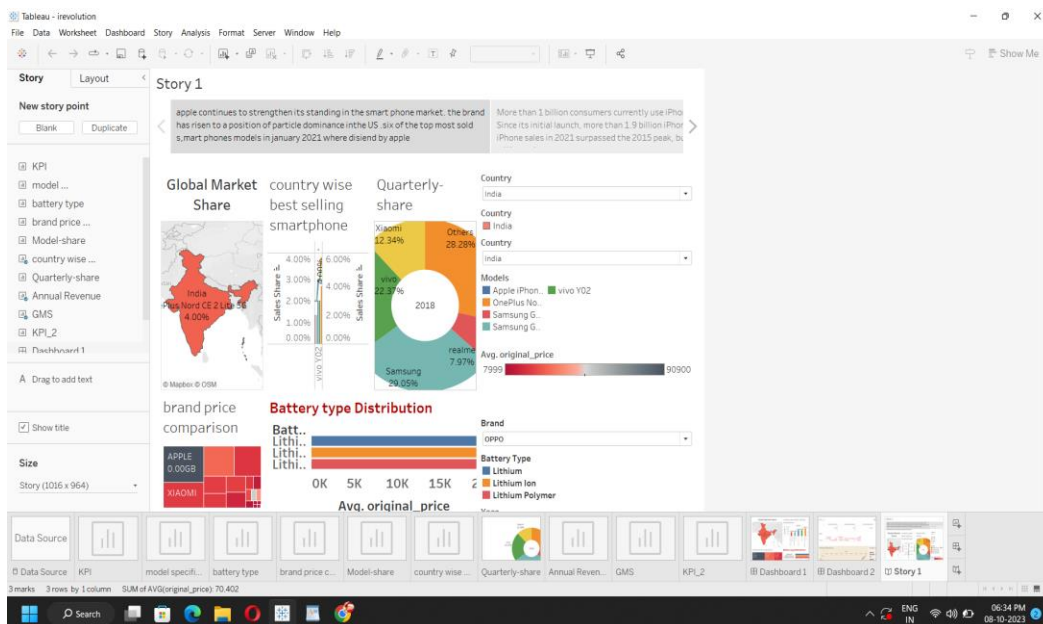 Tableau - irevolution
File Data Worksheet Dashboard Story Analysis Format Server Window Help
Show Me
Story Layout
New story point
Blank Duplicate
KPI
model ...
battery type
brand price ...
Model-share
country wise ...
Quarterly-share
Annual Revenue
GMS
KPI_2
Dashboard 1
A Drag to add text
Show title
Size
Story (1016 x 964)
Story 1
apple continues to strengthen its standing in the smart phone market, the brand
has risen to a position of particle dominance inthe US .six of the top most sold
s,mart phones models in january 2021 where disiend by apple
More than 1 billion consumers currently use iPho
Since its initial launch, more than 1.9 billion iPhor
iPhone sales in 2021 surpassed the 2015 peak, bu
Global Market
Share
India
Plus Nord CE 2 Lite 5G
4.00%
© Mapbox © OSM
country wise
best selling
smartphone
Sales Share
4.00%
3.00%
2.00%
1.00%
0.00%
6.00%
4.00%
2.00%
0.00%
Sales Share
vivo Y02
Quarterly-
share
Xiaomi
12.34%
Others
28.28%
vivo
22.37%
2018
realme
7.97%
Samsung
29.05%
Country
India
Country
India
Country
India
Models
Apple iPhon.. vivo Y02
OnePlus No..
Samsung G..
Samsung G..
Avg. original_price
7999 90900
brand price
comparison
APPLE
0.00GB
XIAOMI
Battery type Distribution
Batt..
Lithi..
Lithi..
Lithi..
0K 5K 10K 15K 2
Avg. original_price
Brand
OPPO
Battery Type
Lithium
Lithium Ion
Lithium Polymer
Data Source
Data Source KPI model specifi... battery type brand price c... Model-share country wise ... Quarterly-share Annual Reven... GMS KPI_2 Dashboard 1 Dashboard 2 Story 1
3 marks 3 rows by 1 column SUM of AVG(original_price): 70,402
Search
ENG
IN
06:34 PM
08-10-2023